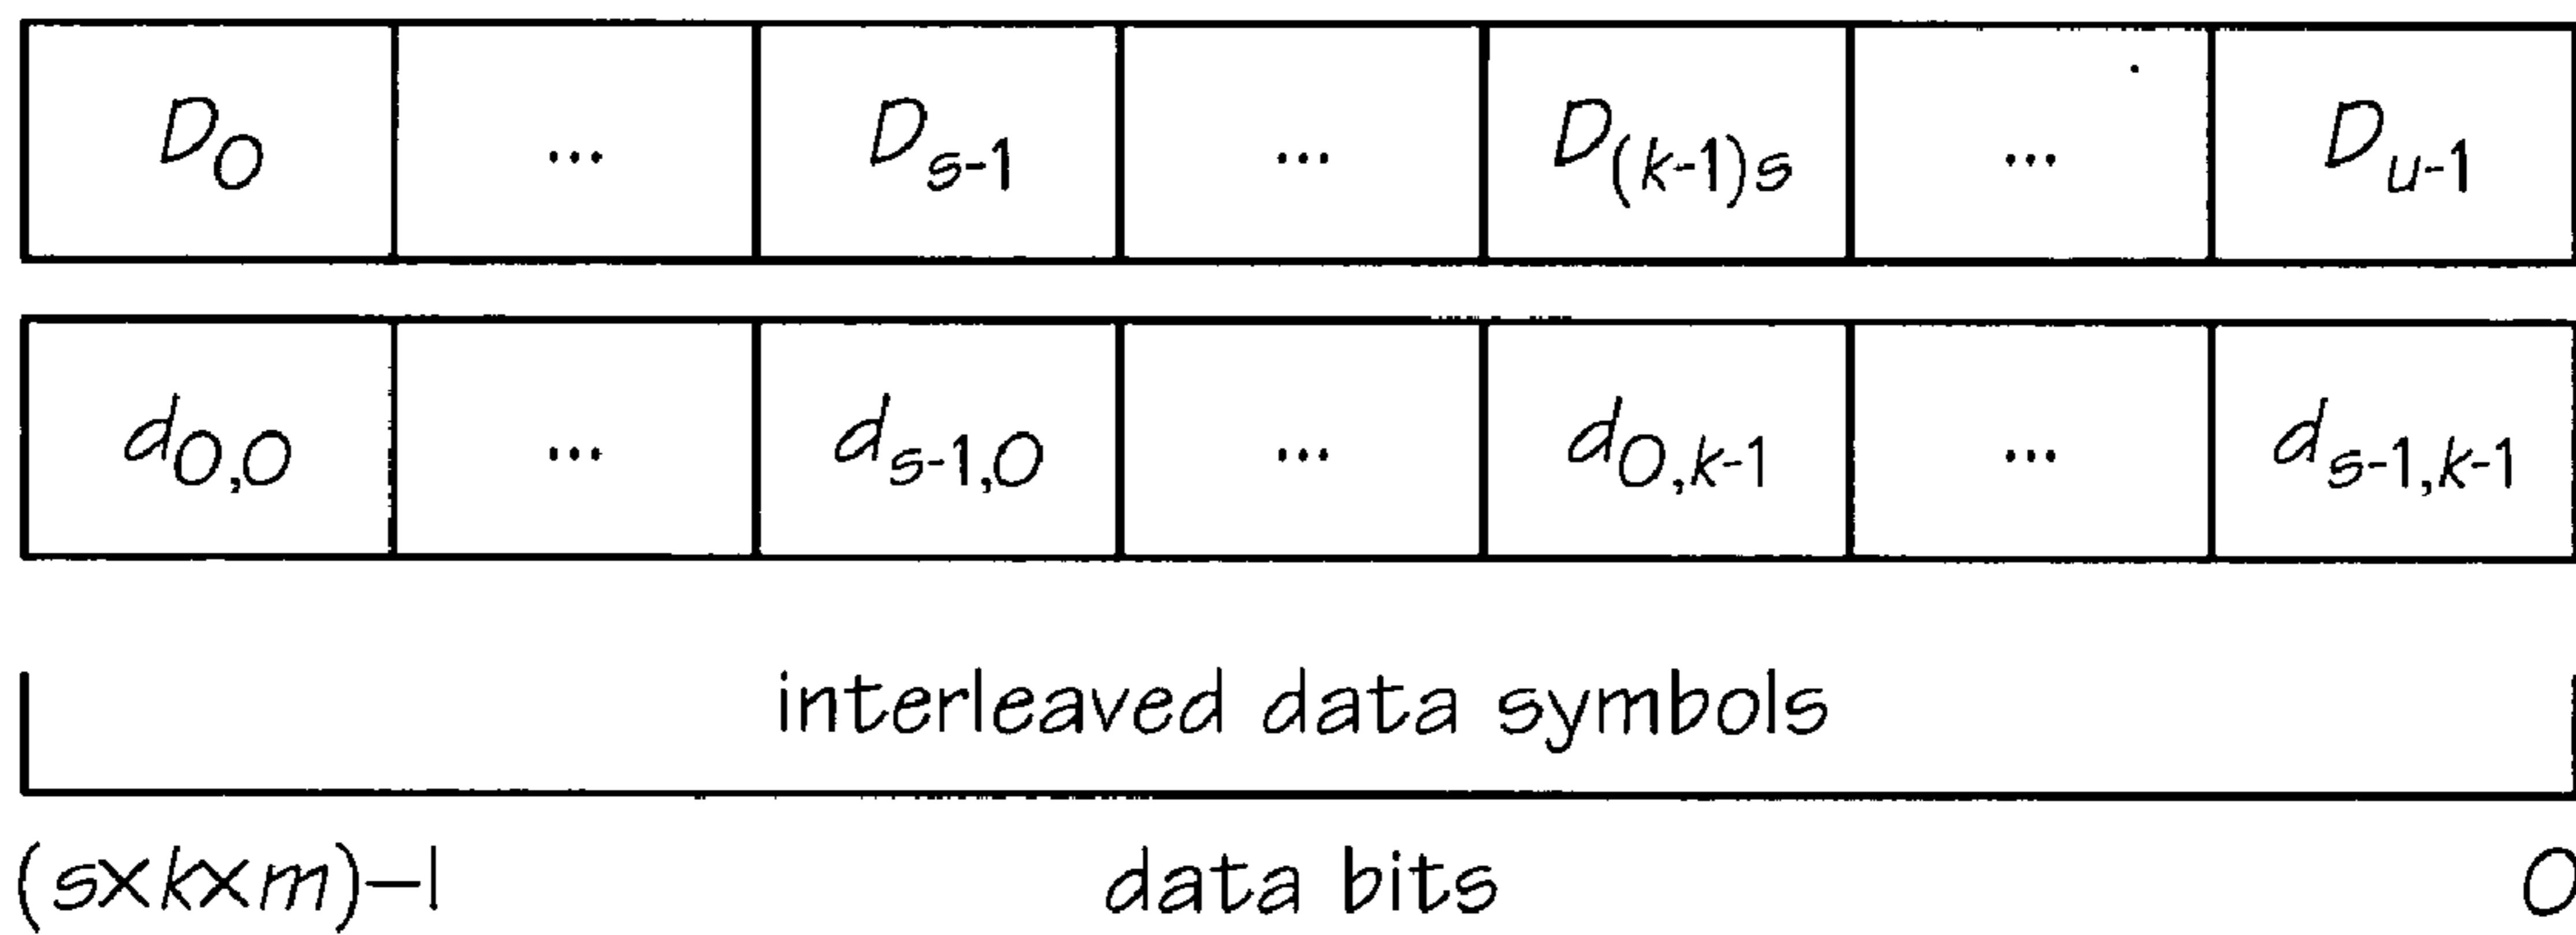 D0 ... Ds-1 ... D(k-1)s ... Du-1
d0,0 ... ds-1,0 ... d0,k-1 ... ds-1,k-1
interleaved data symbols
(s×k×m)–1 data bits 0